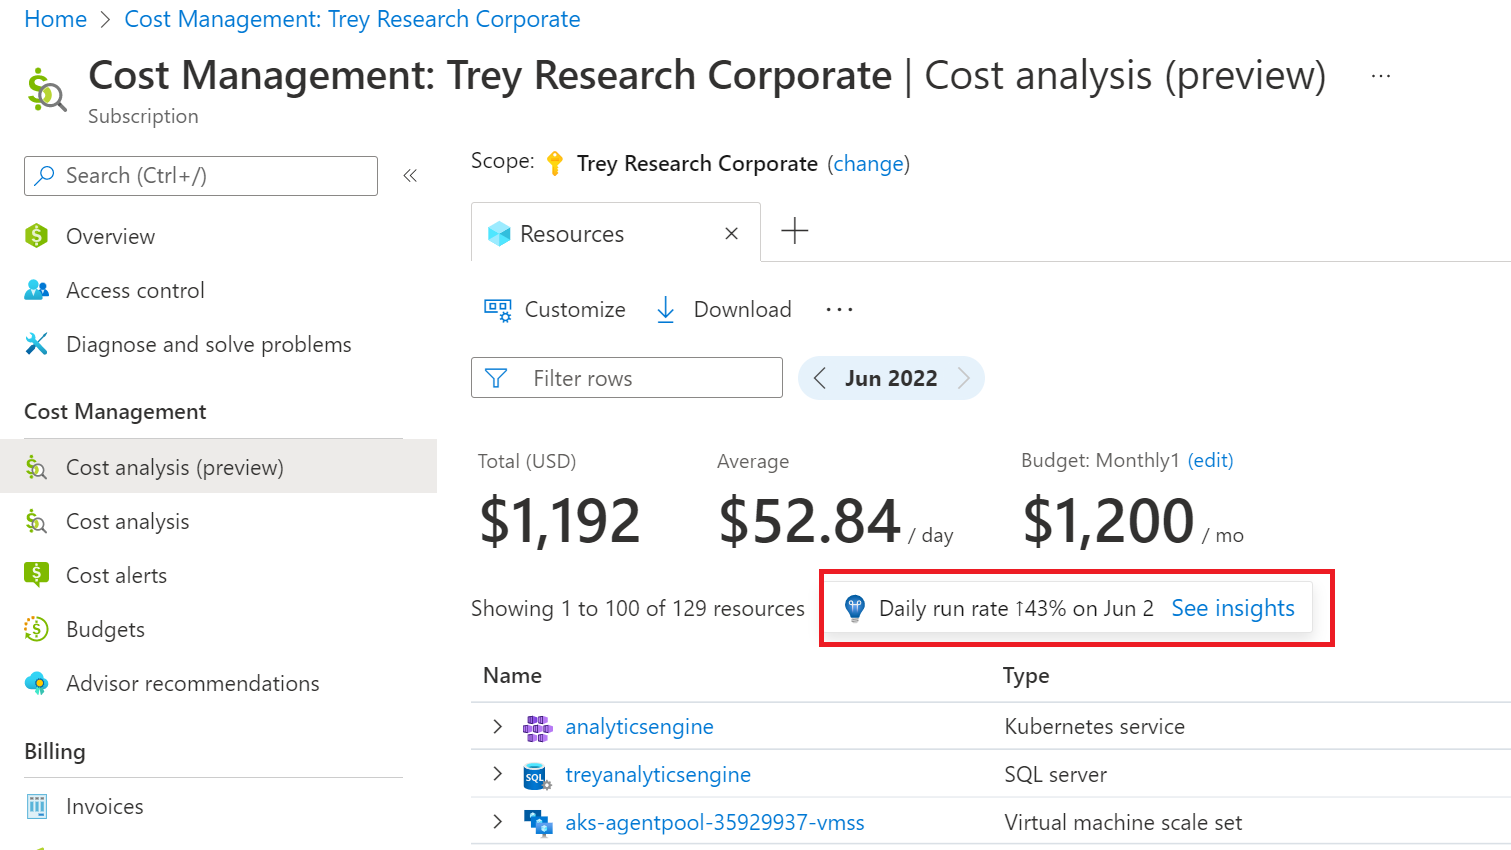 Home > Cost Management: Trey Research Corporate
Cost Management: Trey Research Corporate | Cost analysis (preview) ...
Subscription
Search (Ctrl+/) «
Overview
Access control
Diagnose and solve problems
Cost Management
Cost analysis (preview)
Cost analysis
Cost alerts
Budgets
Advisor recommendations
Billing
Invoices
Scope: Trey Research Corporate (change)
Resources
Customize Download ...
Filter rows Jun 2022
Total (USD) Average Budget: Monthly1 (edit)
$1,192 $52.84 / day $1,200 / mo
Showing 1 to 100 of 129 resources Daily run rate ↑43% on Jun 2 See insights
Name Type
analyticsengine Kubernetes service
SQL treyanalyticsengine SQL server
aks-agentpool-35929937-vmss Virtual machine scale set